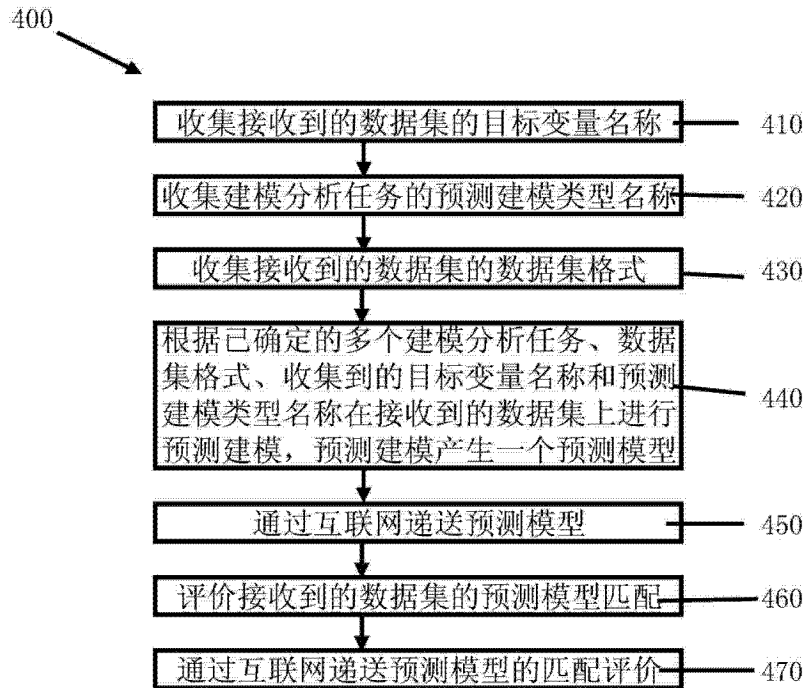 400
收集接收到的数据集的目标变量名称
410
收集建模分析任务的预测建模类型名称
420
收集接收到的数据集的数据集格式
430
根据已确定的多个建模分析任务、数据
集格式、收集到的目标变量名称和预测
建模类型名称在接收到的数据集上进行
预测建模，预测建模产生一个预测模型
440
通过互联网递送预测模型
450
评价接收到的数据集的预测模型匹配
460
通过互联网递送预测模型的匹配评价
470